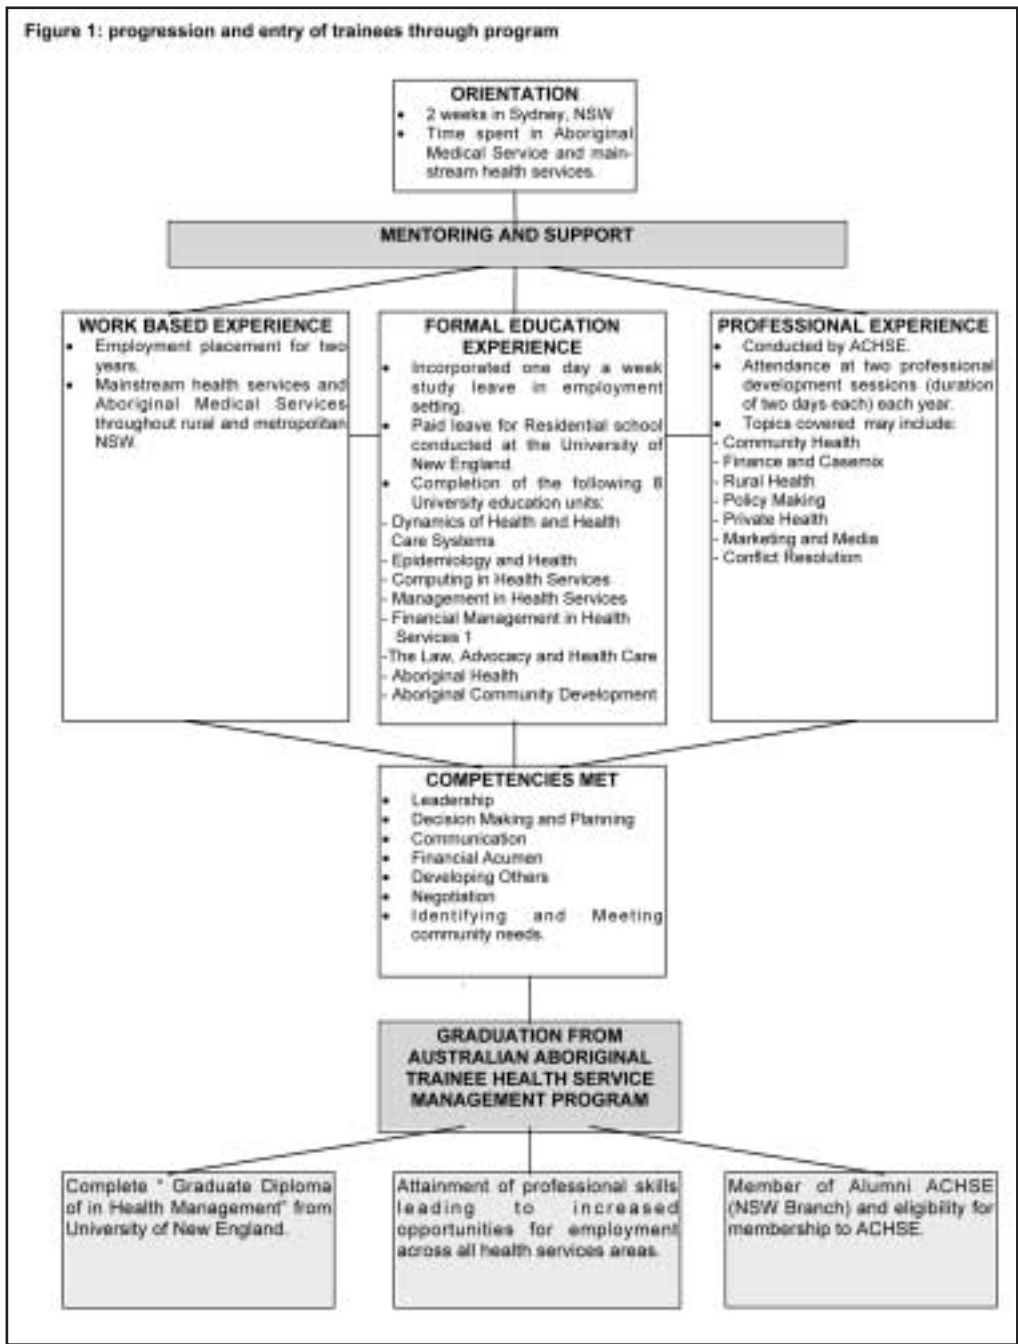 Figure 1: progression and entry of trainees through program
ORIENTATION
• 2 weeks in Sydney, NSW
• Time spent in Aboriginal
Medical Service and main-
stream health services.
MENTORING AND SUPPORT
WORK BASED EXPERIENCE
• Employment placement for two
years.
• Mainstream health services and
Aboriginal Medical Services
throughout rural and metropolitan
NSW.
FORMAL EDUCATION
EXPERIENCE
• Incorporated one day a week
study leave in employment
setting.
• Paid leave for Residential school
conducted at the University of
New England
• Completion of the following 8
University education units:
- Dynamics of Health and Health
Care Systems
- Epidemiology and Health
- Computing in Health Services
- Management in Health Services
- Financial Management in Health
Services 1
-The Law, Advocacy and Health Care
- Aboriginal Health
- Aboriginal Community Development
PROFESSIONAL EXPERIENCE
• Conducted by ACHSE.
• Attendance at two professional
development sessions (duration
of two days each) each year.
• Topics covered may include:
- Community Health
- Finance and Casemix
- Rural Health
- Policy Making
- Private Health
- Marketing and Media
- Conflict Resolution
COMPETENCIES MET
• Leadership
• Decision Making and Planning
• Communication
• Financial Acumen
• Developing Others
• Negotiation
• Identifying and Meeting
community needs.
GRADUATION FROM
AUSTRALIAN ABORIGINAL
TRAINEE HEALTH SERVICE
MANAGEMENT PROGRAM
Complete " Graduate Diploma
of in Health Management" from
University of New England.
Attainment of professional skills
leading to increased
opportunities for employment
across all health services areas.
Member of Alumni ACHSE
(NSW Branch) and eligibility for
membership to ACHSE.